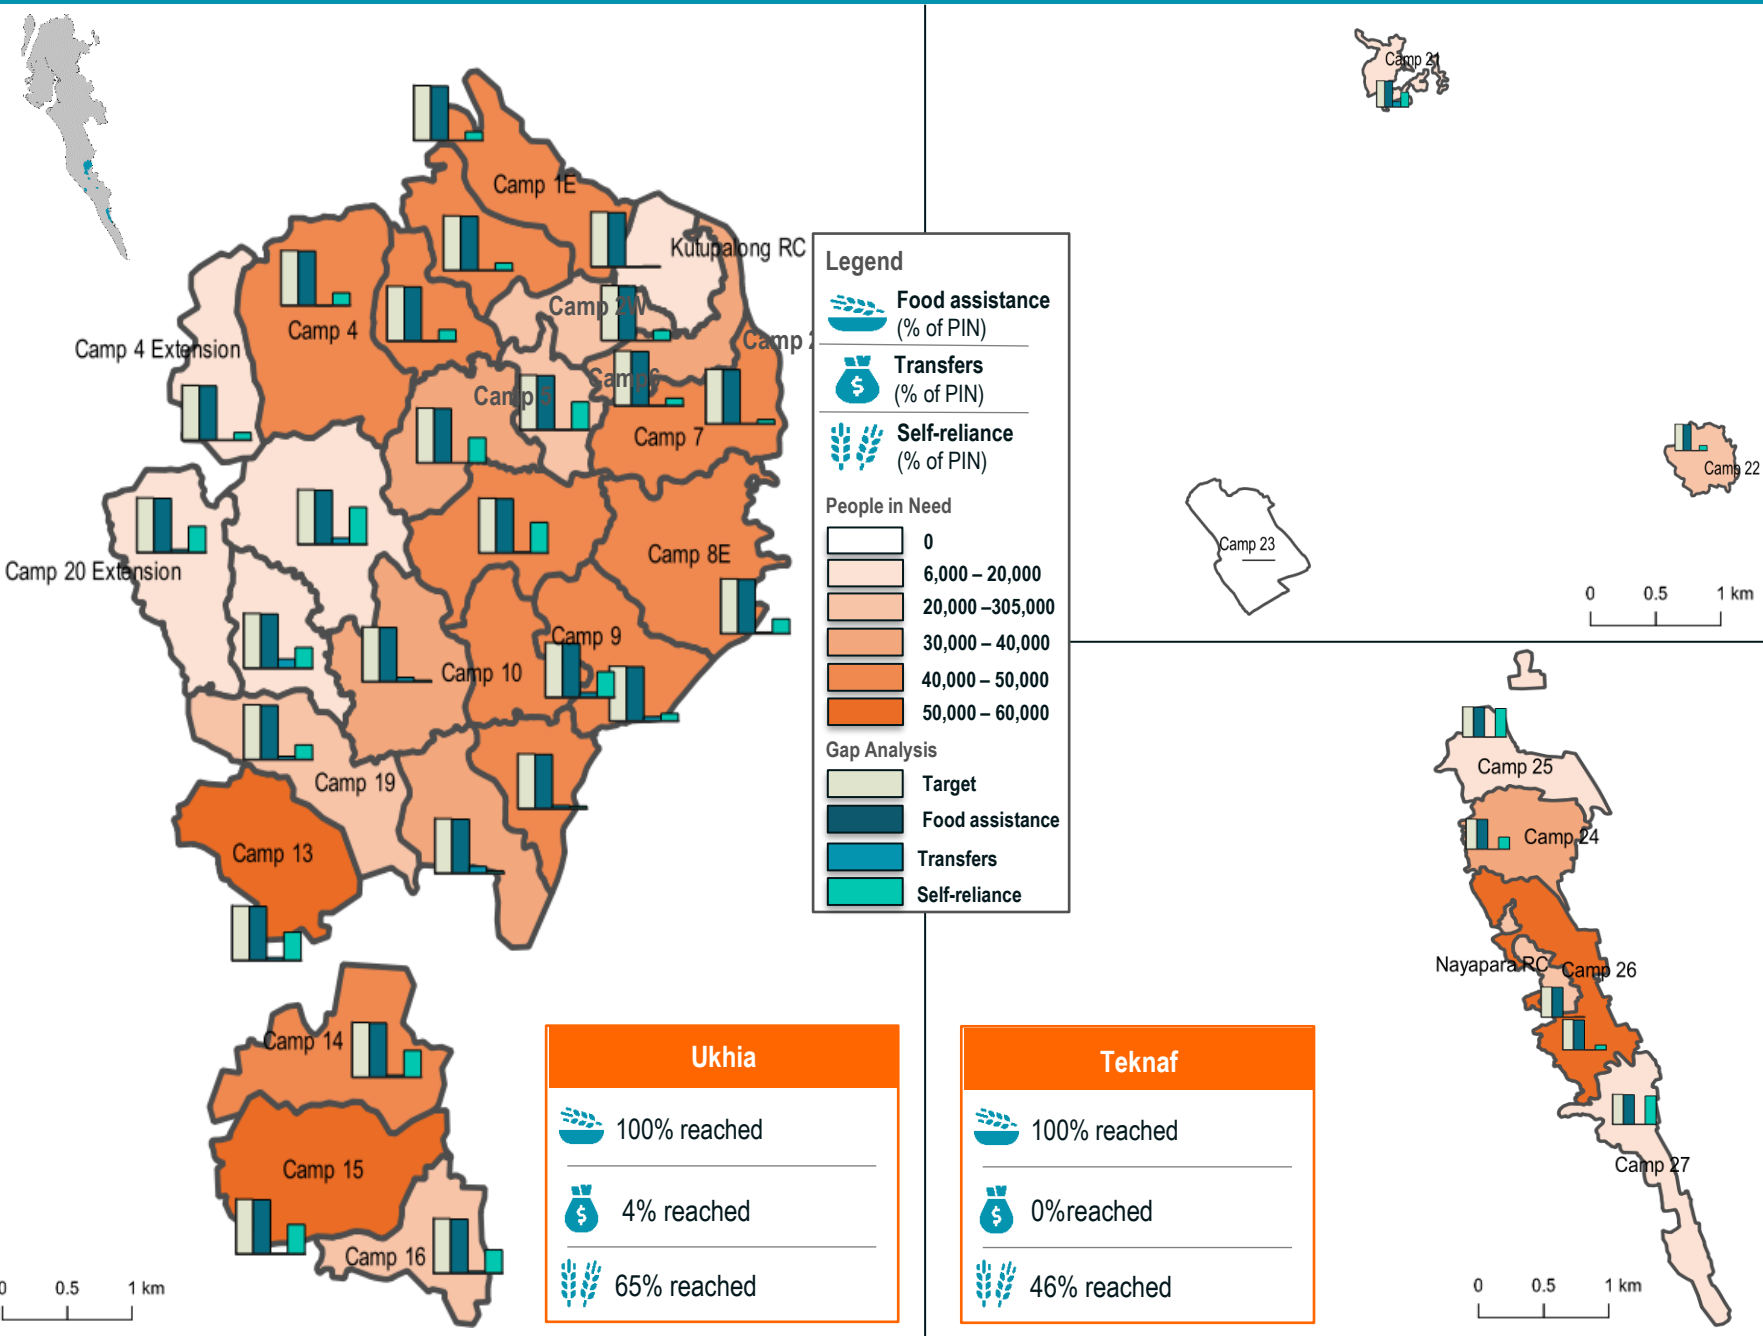 Camp 1E
Kutupalong RC
Camp 2W
Camp 4
Camp 4 Extension
Camp
Camp 5
Camp6
Camp 7
Camp 8E
Camp 20 Extension
Camp 9
Camp 10
Camp 19
Camp 13
Camp 14
Camp 15
Camp 16
0 0.5 1 km
Legend
Food assistance
(% of PIN)
Transfers
(% of PIN)
Self-reliance
(% of PIN)
People in Need
0
6,000 – 20,000
20,000 –305,000
30,000 – 40,000
40,000 – 50,000
50,000 – 60,000
Gap Analysis
Target
Food assistance
Transfers
Self-reliance
Camp 21
Camp 22
Camp 23
0 0.5 1 km
Camp 25
Camp 24
Nayapara RC
Camp 26
Camp 27
0 0.5 1 km
Ukhia
100% reached
$ 4% reached
65% reached
Teknaf
100% reached
$ 0%reached
46% reached